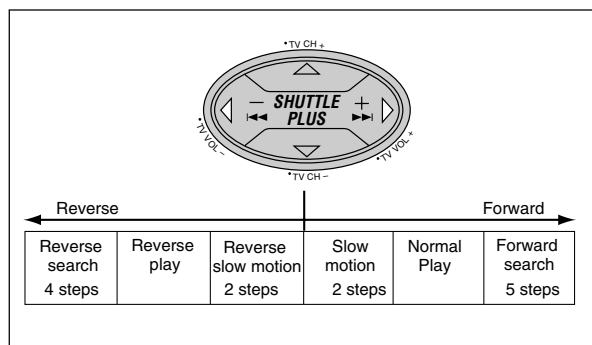 •TV CH +
– SHUTTLE +
PLUS
•TV VOL –
•TV VOL +
•TV CH –
Reverse
Forward
Reverse
search
4 steps
Reverse
play
Reverse
slow motion
2 steps
Slow
motion
2 steps
Normal
Play
Forward
search
5 steps